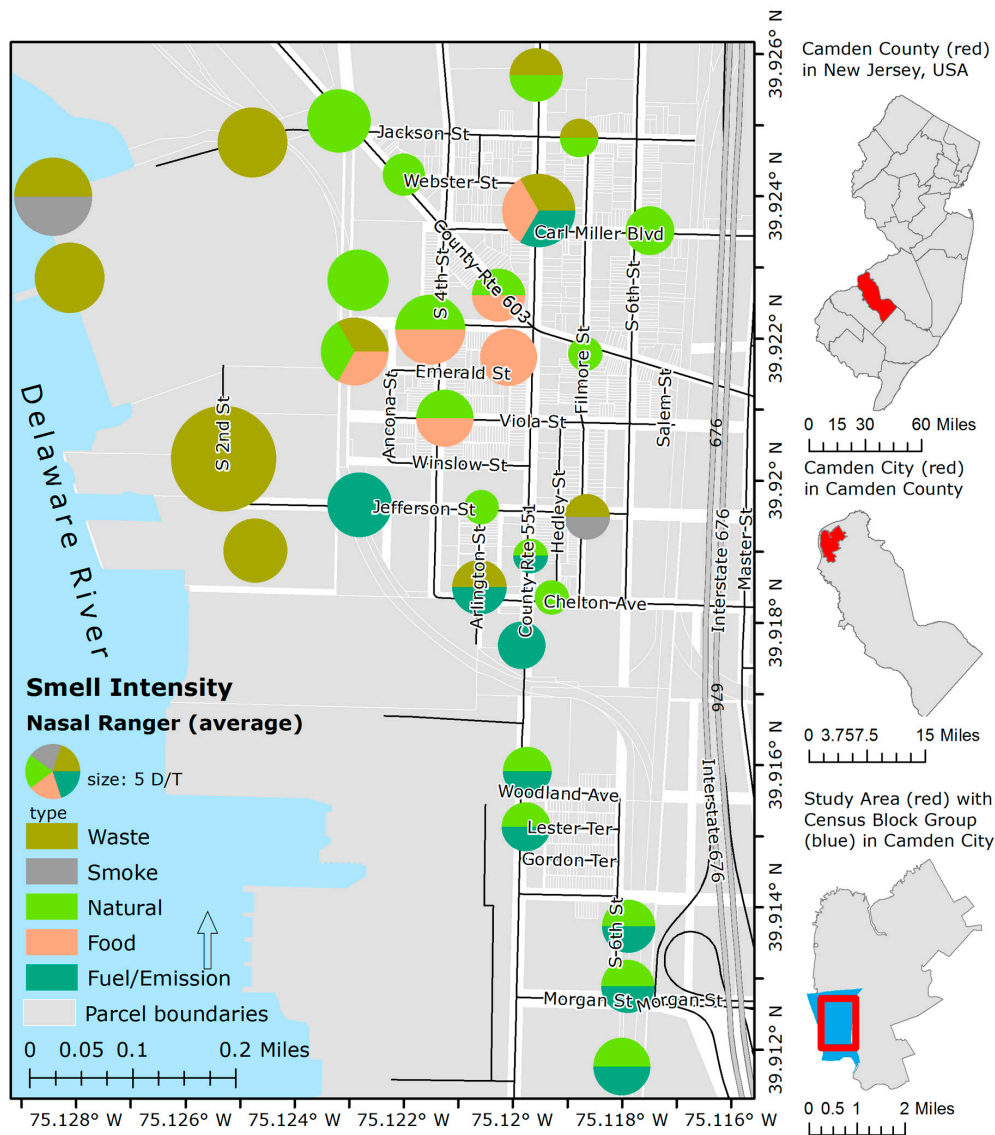 Jackson St
Webster St
Carl Miller Blvd
County Rte 603
S 4th St
S-6th-St
Emerald St
Filmore St
Salem-St
Ancona-St
Viola St
S 2nd St
Winslow St
Jefferson St
Hedley-St
County-Rte-551
Arlington-St
Chelton Ave
676
Interstate 676
Master-St
676
Interstate 676
Woodland Ave
Lester Ter
Gordon Ter
S-6th St
Morgan St
Morgan St
Delaware River
Smell Intensity
Nasal Ranger (average)
size: 5 D/T
type
Waste
Smoke
Natural
Food
Fuel/Emission
Parcel boundaries
0 0.05 0.1 0.2 Miles
75.128° W 75.126° W 75.124° W 75.122° W 75.12° W 75.118° W 75.116° W
39.926° N
39.924° N
39.922° N
39.92° N
39.918° N
39.916° N
39.914° N
39.912° N
Camden County (red)
in New Jersey, USA
0 15 30 60 Miles
Camden City (red)
in Camden County
0 3.757.5 15 Miles
Study Area (red) with
Census Block Group
(blue) in Camden City
0 0.5 1 2 Miles